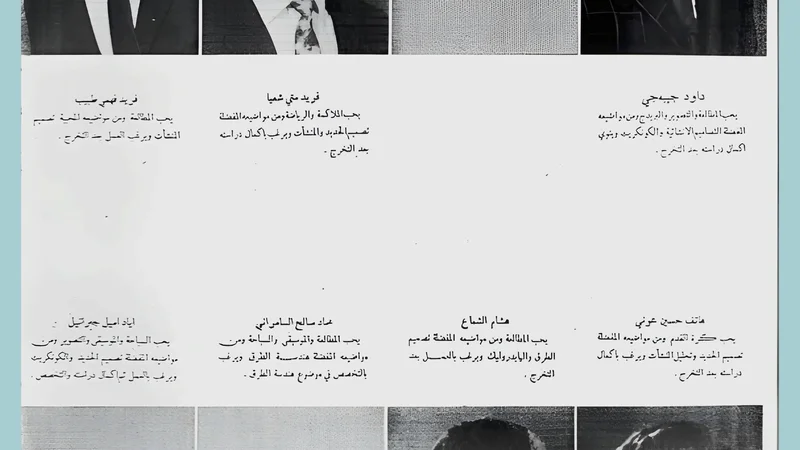 داود جيبه‌جي
يحب المطالعة والتصوير والبريدج ومن مواضيعه
المفضلة التصاميم الانشائية والكونكريت وينوي
اكمال دراسته بعد التخرج .
فريد متي شعيا
يحب الملاكمة والرياضة ومن مواضيعه المفضلة
تصميم الحديد والمنشآت ويرغب باكمال دراسته
بعد التخرج .
فريد فهمي طبيب
يحب المطالعة ومن مواضيعه المحببة تصميم
المنشآت ويرغب العمل بعد التخرج .
هاتف حسين عوني
يحب كرة القدم ومن مواضيعه المفضلة
تصميم الحديد وتحليل المنشآت ويرغب باكمال
دراسته بعد التخرج .
هشام الشماع
يحب المطالعة ومن مواضيعه المفضلة تصميم
الطرق والهايدروليك ويرغب بالعمل بعد
التخرج .
عماد صالح السامرائي
يحب المطالعة والموسيقى والسباحة ومن
مواضيعه المفضلة هندسة الطرق ويرغب
بالتخصص في موضوع هندسة الطرق .
اياد اميل جبرائيل
يحب السباحة والموسيقى والتصوير ومن
مواضيعه المفضلة تصميم الحديد والكونكريت
ويرغب بالعمل ثم اكمال دراسته والتخصص .